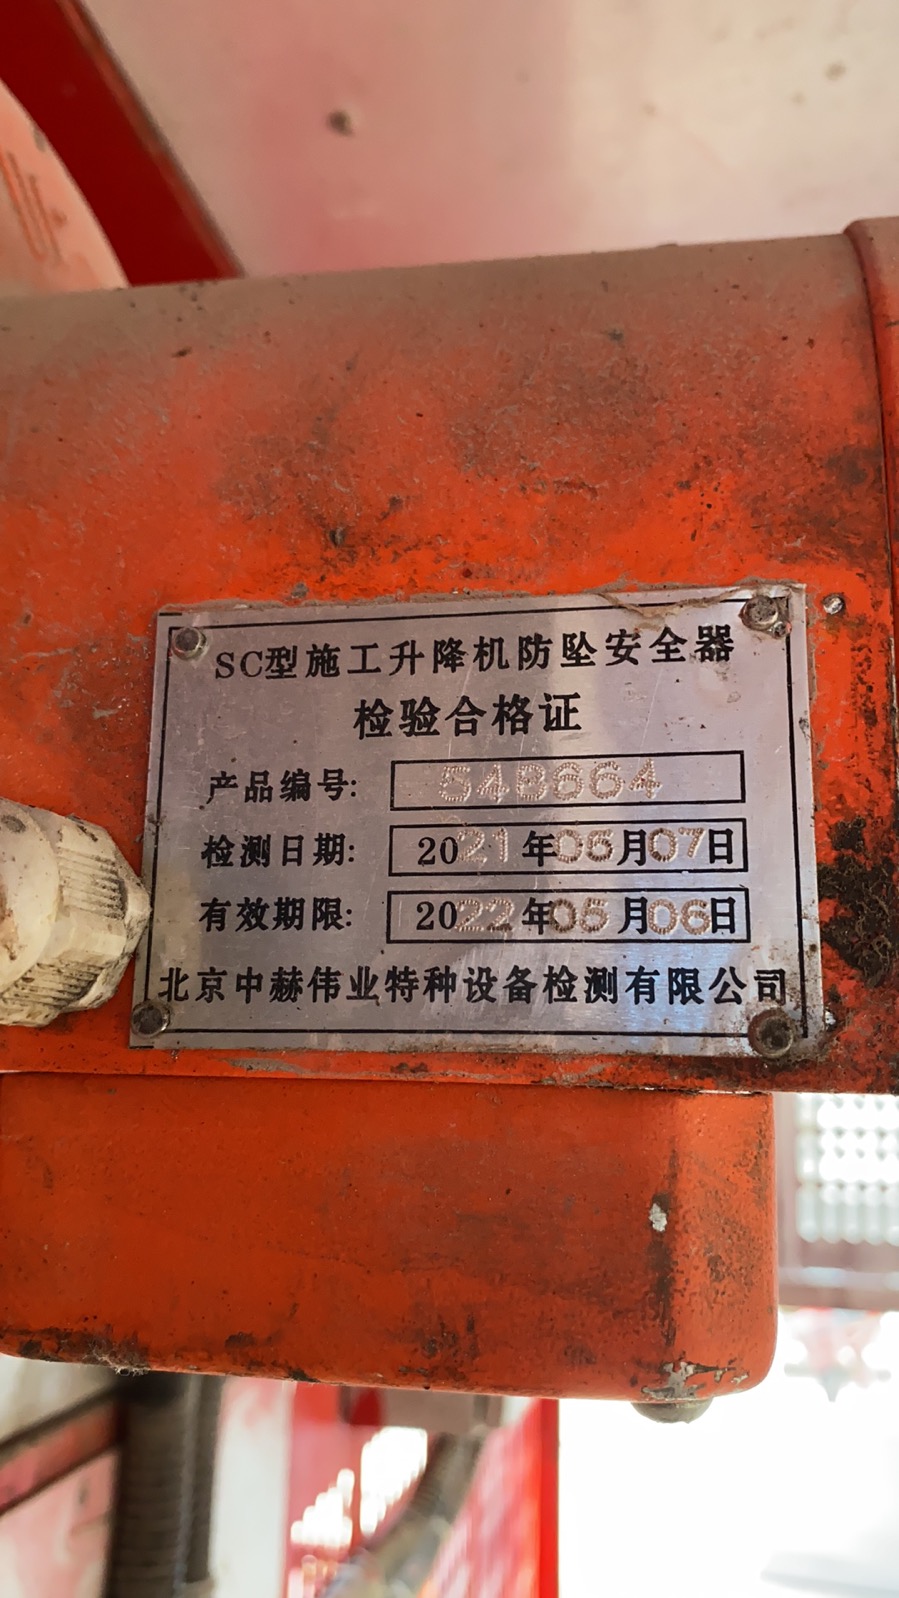 SC型施工升降机防坠安全器
检验合格证
产品编号: 548664
检测日期: 2021年05月07日
有效期限: 2022年05月06日
北京中赫伟业特种设备检测有限公司